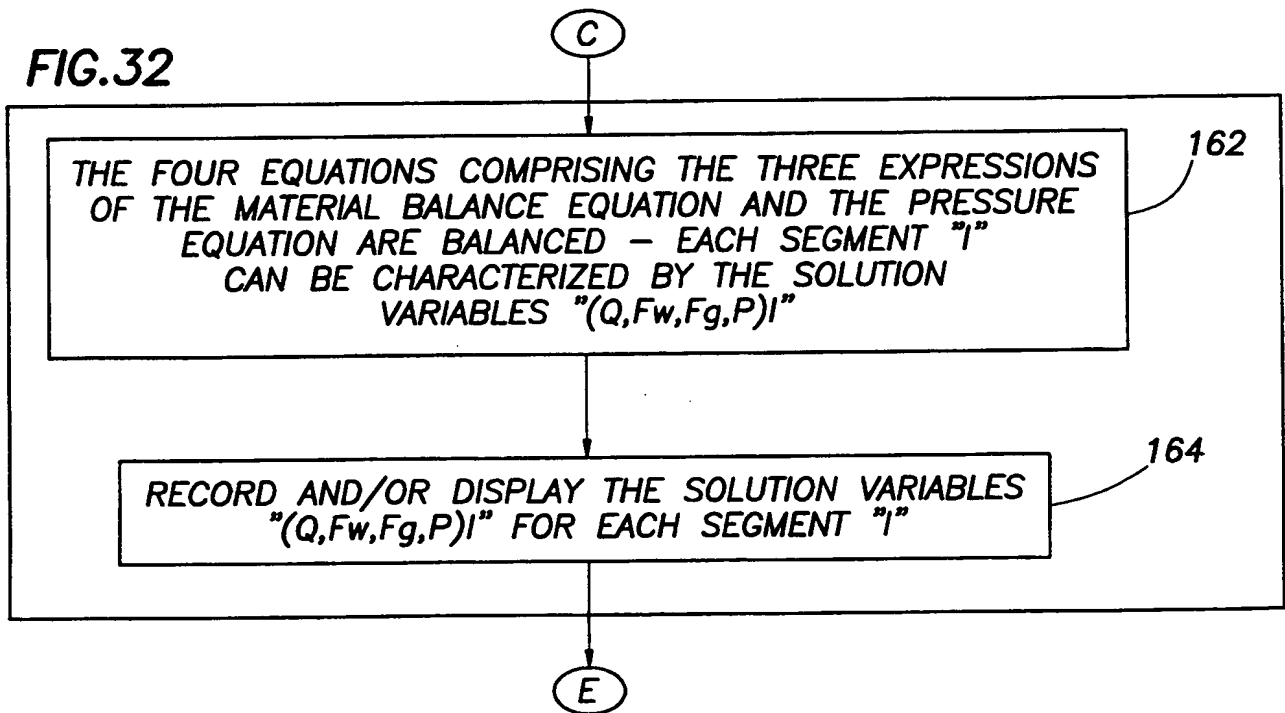 C
FIG.32
162
THE FOUR EQUATIONS COMPRISING THE THREE EXPRESSIONS
OF THE MATERIAL BALANCE EQUATION AND THE PRESSURE
EQUATION ARE BALANCED – EACH SEGMENT "I"
CAN BE CHARACTERIZED BY THE SOLUTION
VARIABLES "(Q,Fw,Fg,P)I"
164
RECORD AND/OR DISPLAY THE SOLUTION VARIABLES
"(Q,Fw,Fg,P)I" FOR EACH SEGMENT "I"
E